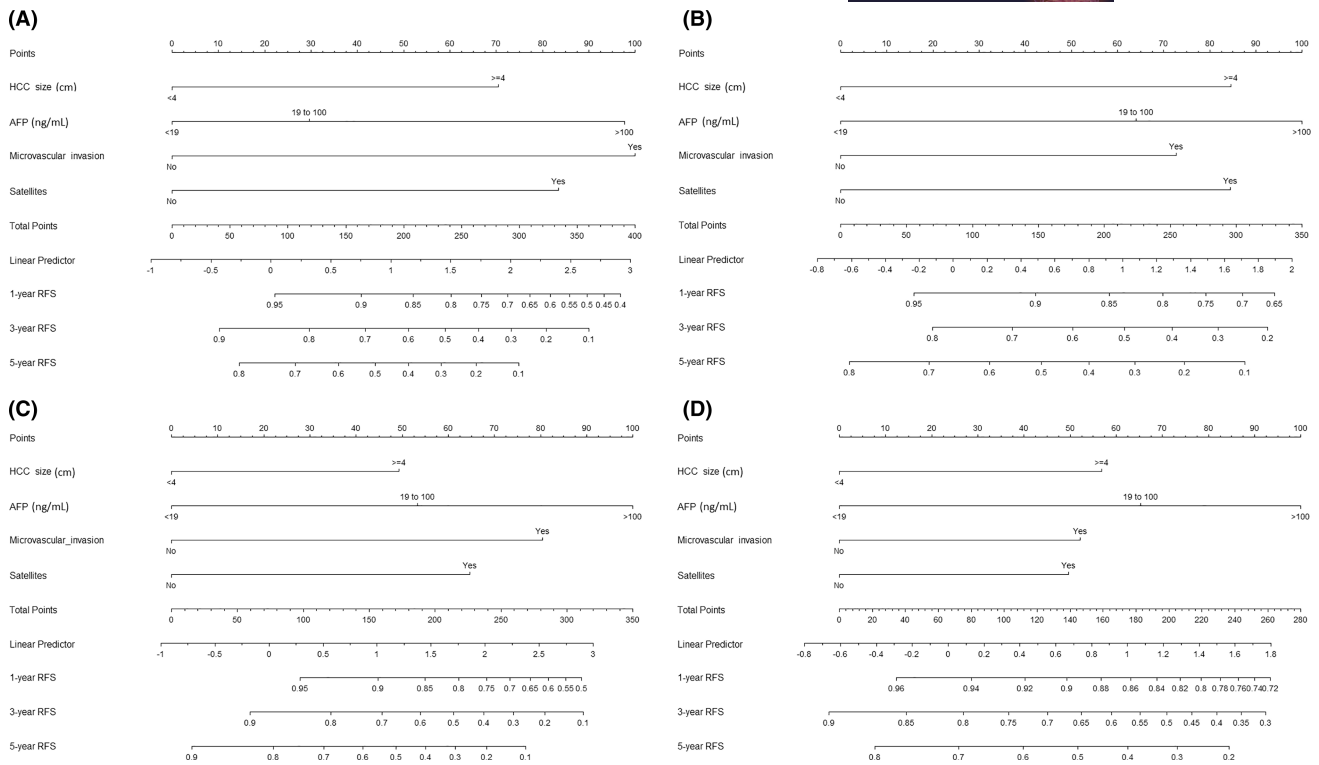 (A)
Points 0 10 20 30 40 50 60 70 80 90 100
HCC size (cm) <4 >=4
AFP (ng/mL) <19 19 to 100 >100
Microvascular invasion No Yes
Satellites No Yes
Total Points 0 50 100 150 200 250 300 350 400
Linear Predictor -1 -0.5 0 0.5 1 1.5 2 2.5 3
1-year RFS 0.95 0.9 0.85 0.8 0.75 0.7 0.65 0.6 0.55 0.5 0.45 0.4
3-year RFS 0.9 0.8 0.7 0.6 0.5 0.4 0.3 0.2 0.1
5-year RFS 0.8 0.7 0.6 0.5 0.4 0.3 0.2 0.1
(B)
Points 0 10 20 30 40 50 60 70 80 90 100
HCC size (cm) <4 >=4
AFP (ng/mL) <19 19 to 100 >100
Microvascular invasion No Yes
Satellites No Yes
Total Points 0 50 100 150 200 250 300 350
Linear Predictor -0.8 -0.6 -0.4 -0.2 0 0.2 0.4 0.6 0.8 1 1.2 1.4 1.6 1.8 2
1-year RFS 0.95 0.9 0.85 0.8 0.75 0.7 0.65
3-year RFS 0.8 0.7 0.6 0.5 0.4 0.3 0.2
5-year RFS 0.8 0.7 0.6 0.5 0.4 0.3 0.2 0.1
(C)
Points 0 10 20 30 40 50 60 70 80 90 100
HCC size (cm) <4 >=4
AFP (ng/mL) <19 19 to 100 >100
Microvascular_invasion No Yes
Satellites No Yes
Total Points 0 50 100 150 200 250 300 350
Linear Predictor -1 -0.5 0 0.5 1 1.5 2 2.5 3
1-year RFS 0.95 0.9 0.85 0.8 0.75 0.7 0.65 0.6 0.55 0.5
3-year RFS 0.9 0.8 0.7 0.6 0.5 0.4 0.3 0.2 0.1
5-year RFS 0.9 0.8 0.7 0.6 0.5 0.4 0.3 0.2 0.1
(D)
Points 0 10 20 30 40 50 60 70 80 90 100
HCC size (cm) <4 >=4
AFP (ng/mL) <19 19 to 100 >100
Microvascular invasion No Yes
Satellites No Yes
Total Points 0 20 40 60 80 100 120 140 160 180 200 220 240 260 280
Linear Predictor -0.8 -0.6 -0.4 -0.2 0 0.2 0.4 0.6 0.8 1 1.2 1.4 1.6 1.8
1-year RFS 0.96 0.94 0.92 0.9 0.88 0.86 0.84 0.82 0.8 0.78 0.76 0.74 0.72
3-year RFS 0.9 0.85 0.8 0.75 0.7 0.65 0.6 0.55 0.5 0.45 0.4 0.35 0.3
5-year RFS 0.8 0.7 0.6 0.5 0.4 0.3 0.2